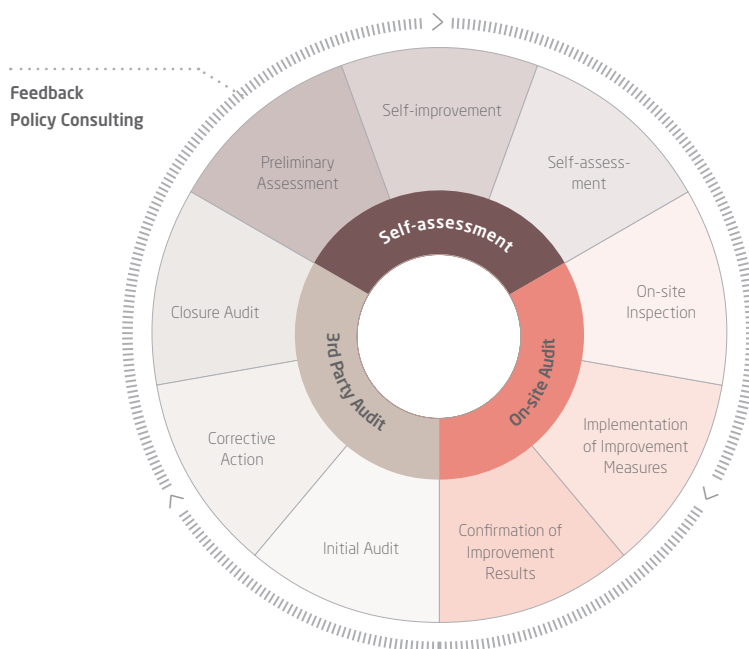 Feedback
Policy Consulting
Self-improvement
Preliminary
Assessment
Self-assess-
ment
Self-assessment
On-site
Inspection
Closure Audit
3rd Party Audit
On-site Audit
Implementation
of Improvement
Measures
Corrective
Action
Initial Audit
Confirmation of
Improvement
Results